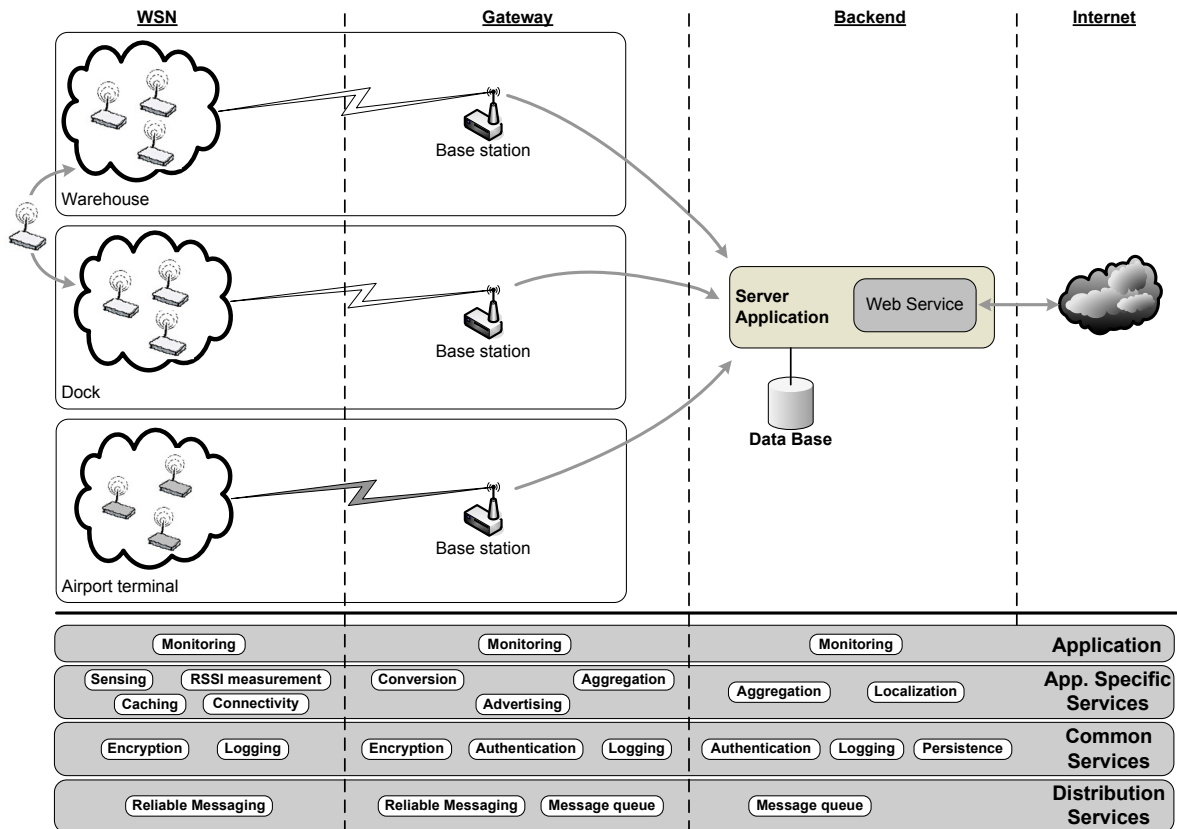 WSN
Gateway
Backend
Internet
Base station
Warehouse
Base station
Dock
Server
Application
Web Service
Data Base
Base station
Airport terminal
Monitoring
Monitoring
Monitoring
Application
Sensing
RSSI measurement
Caching
Connectivity
Conversion
Aggregation
Advertising
Aggregation
Localization
App. Specific
Services
Encryption
Logging
Encryption
Authentication
Logging
Authentication
Logging
Persistence
Common
Services
Reliable Messaging
Reliable Messaging
Message queue
Message queue
Distribution
Services